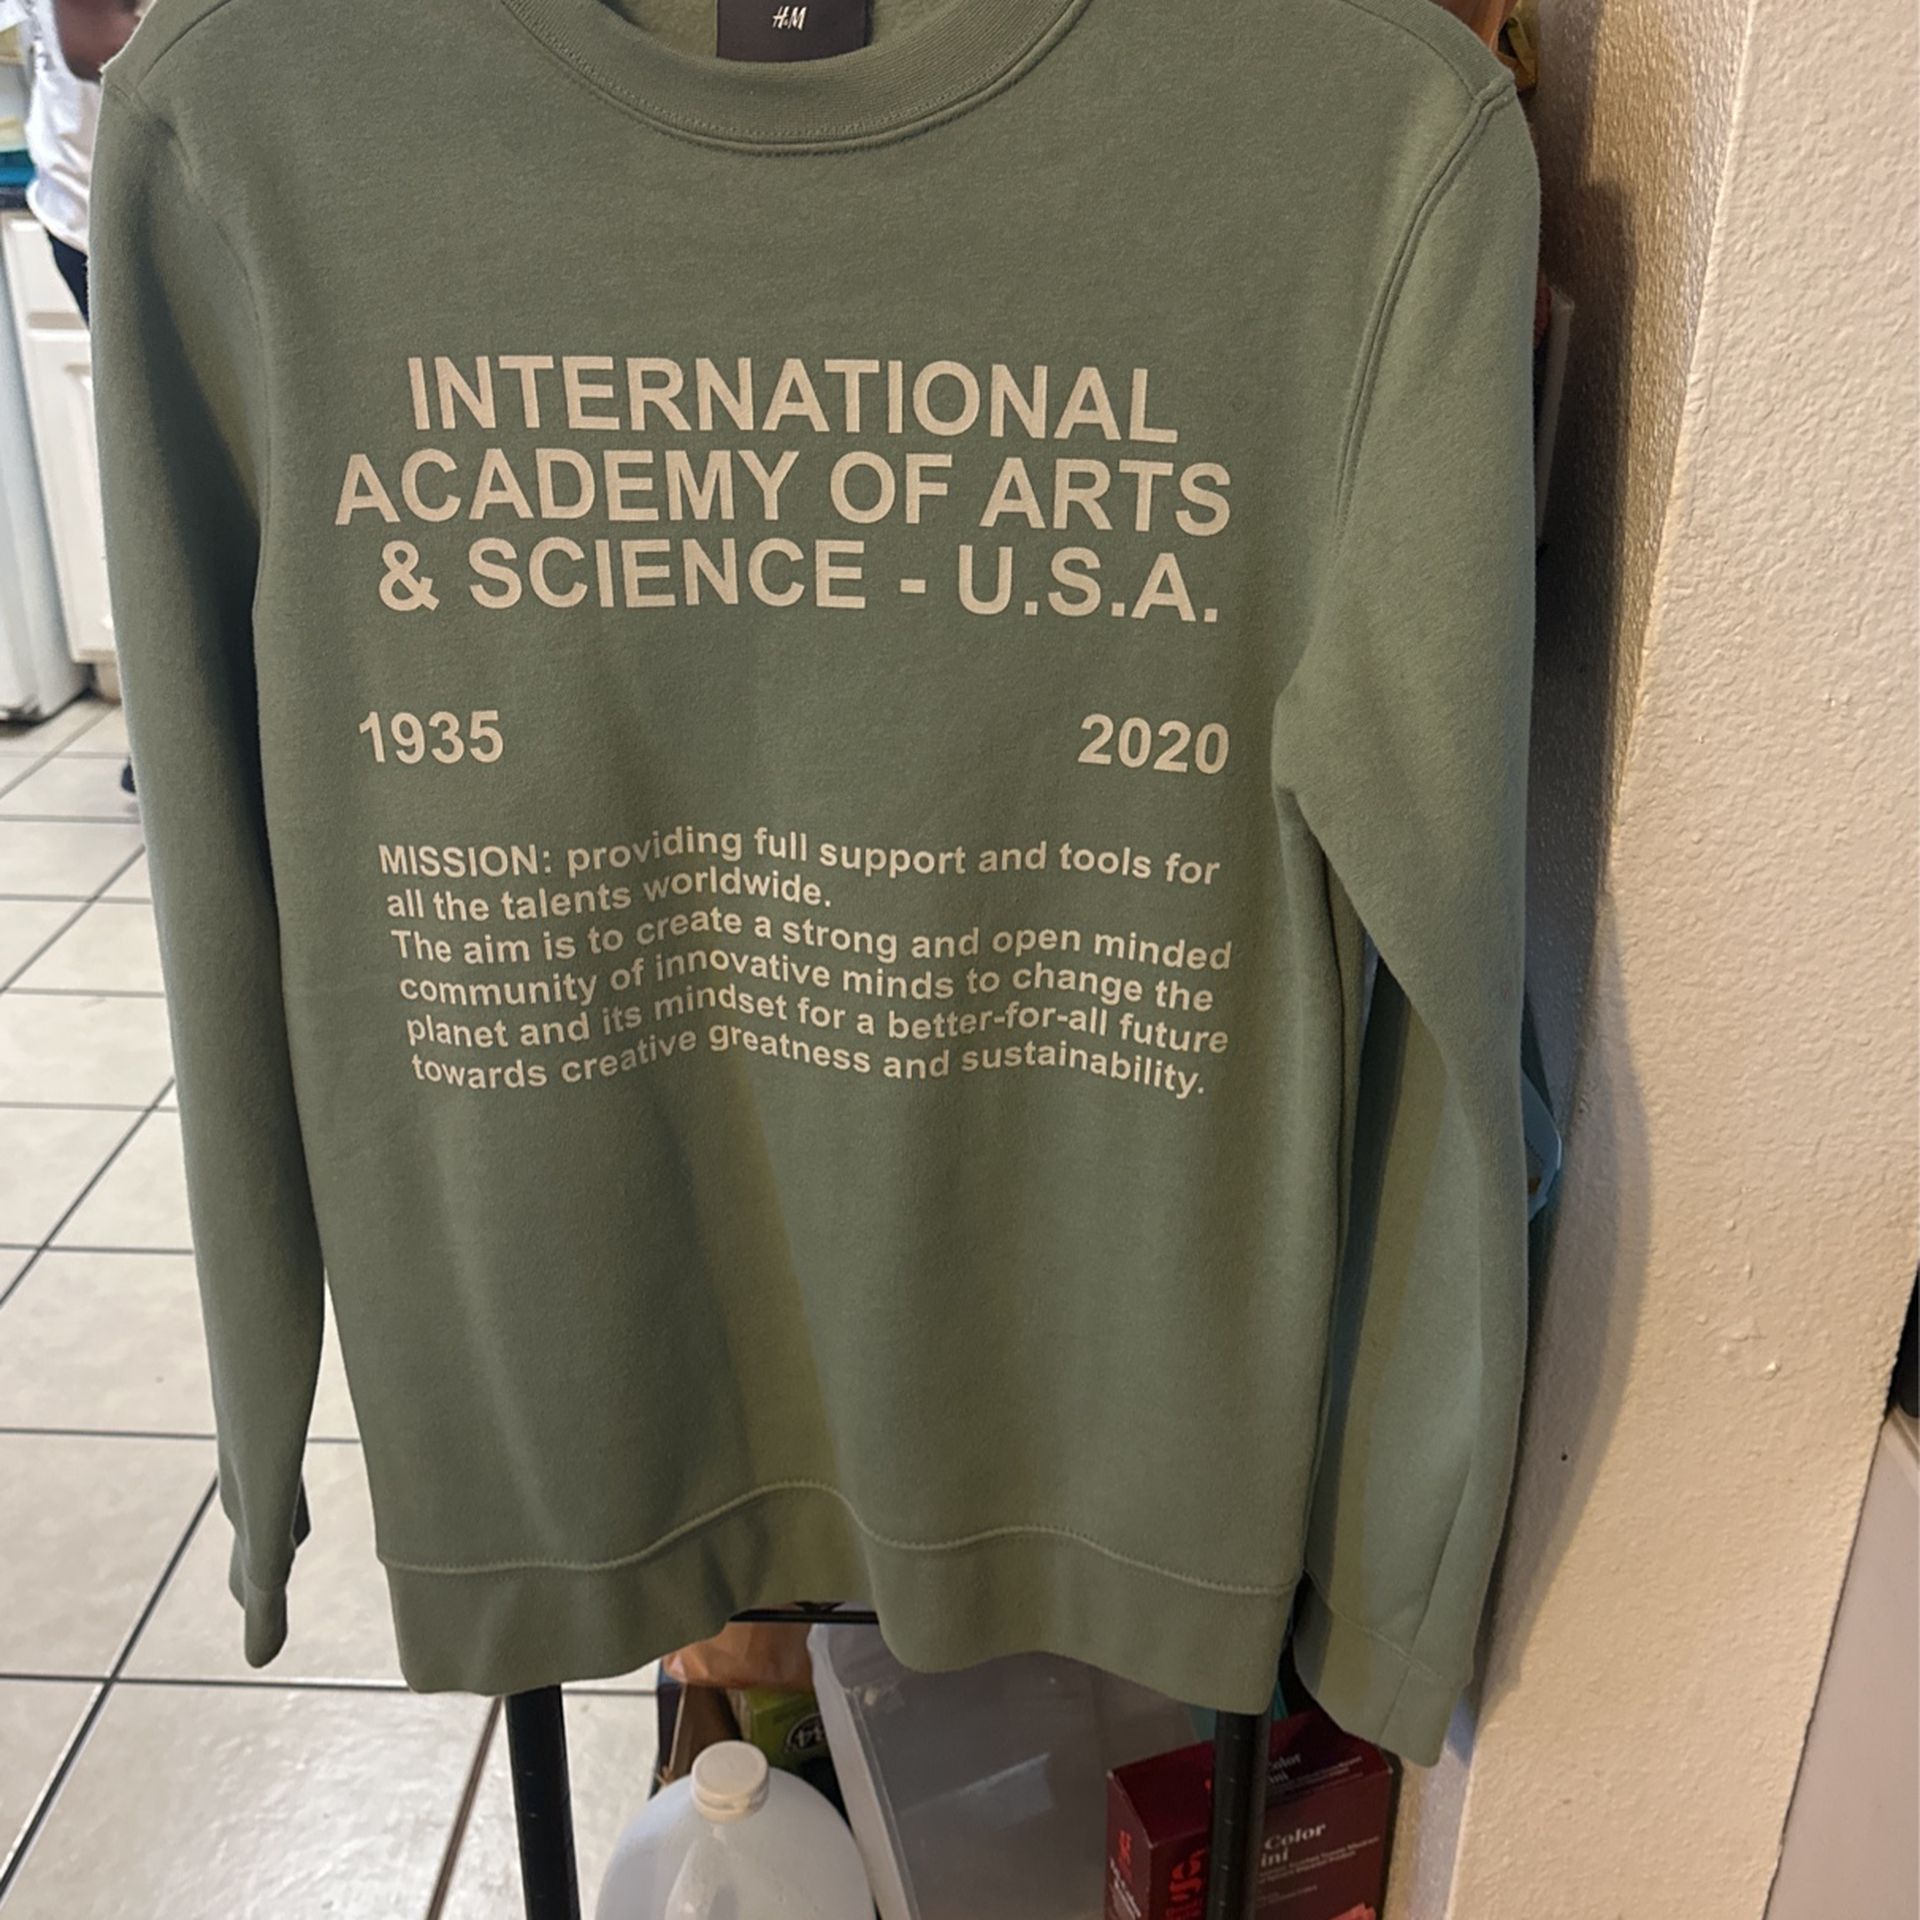 H&M
INTERNATIONAL
ACADEMY OF ARTS
& SCIENCE - U.S.A.
1935 2020
MISSION: providing full support and tools for
all the talents worldwide.
The aim is to create a strong and open minded
community of innovative minds to change the
planet and its mindset for a better-for-all future
towards creative greatness and sustainability.
Color